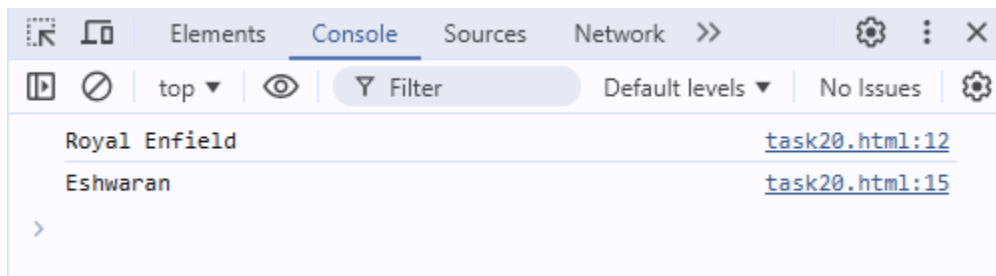 Elements Console Sources Network
top Filter Default levels No Issues
Royal Enfield task20.html:12
Eshwaran task20.html:15